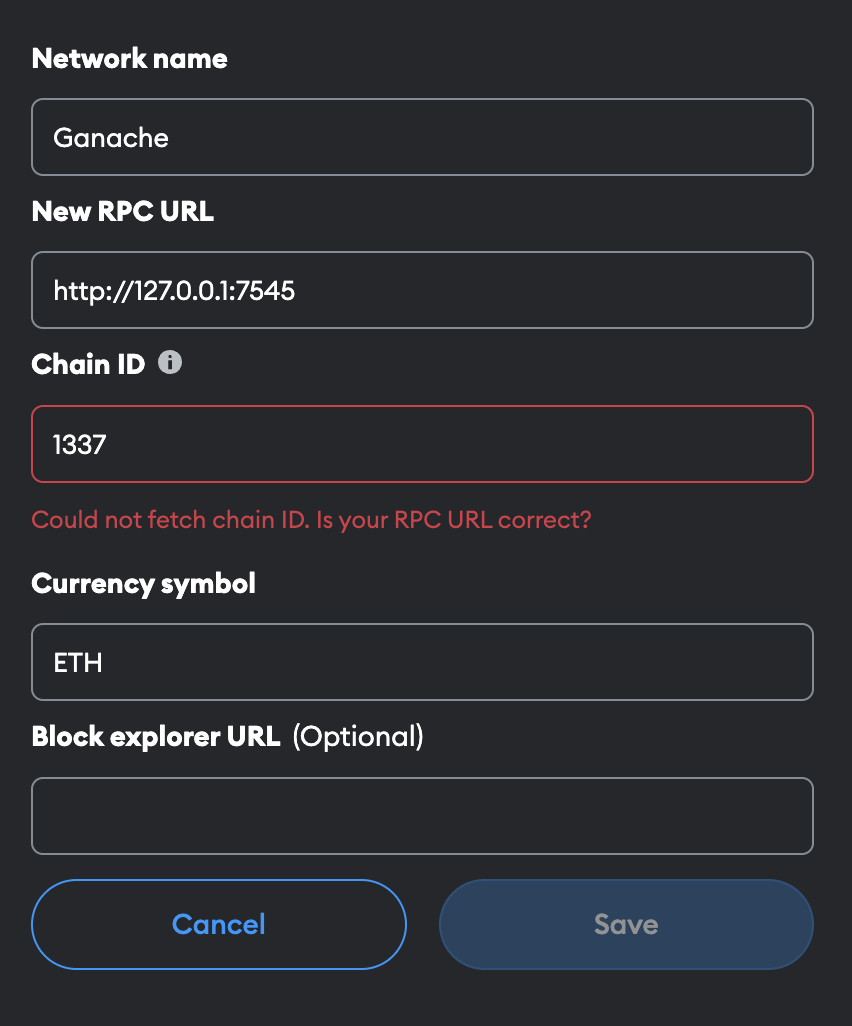 Network name
Ganache
New RPC URL
http://127.0.0.1:7545
Chain ID
1337
Could not fetch chain ID. Is your RPC URL correct?
Currency symbol
ETH
Block explorer URL (Optional)
Cancel Save